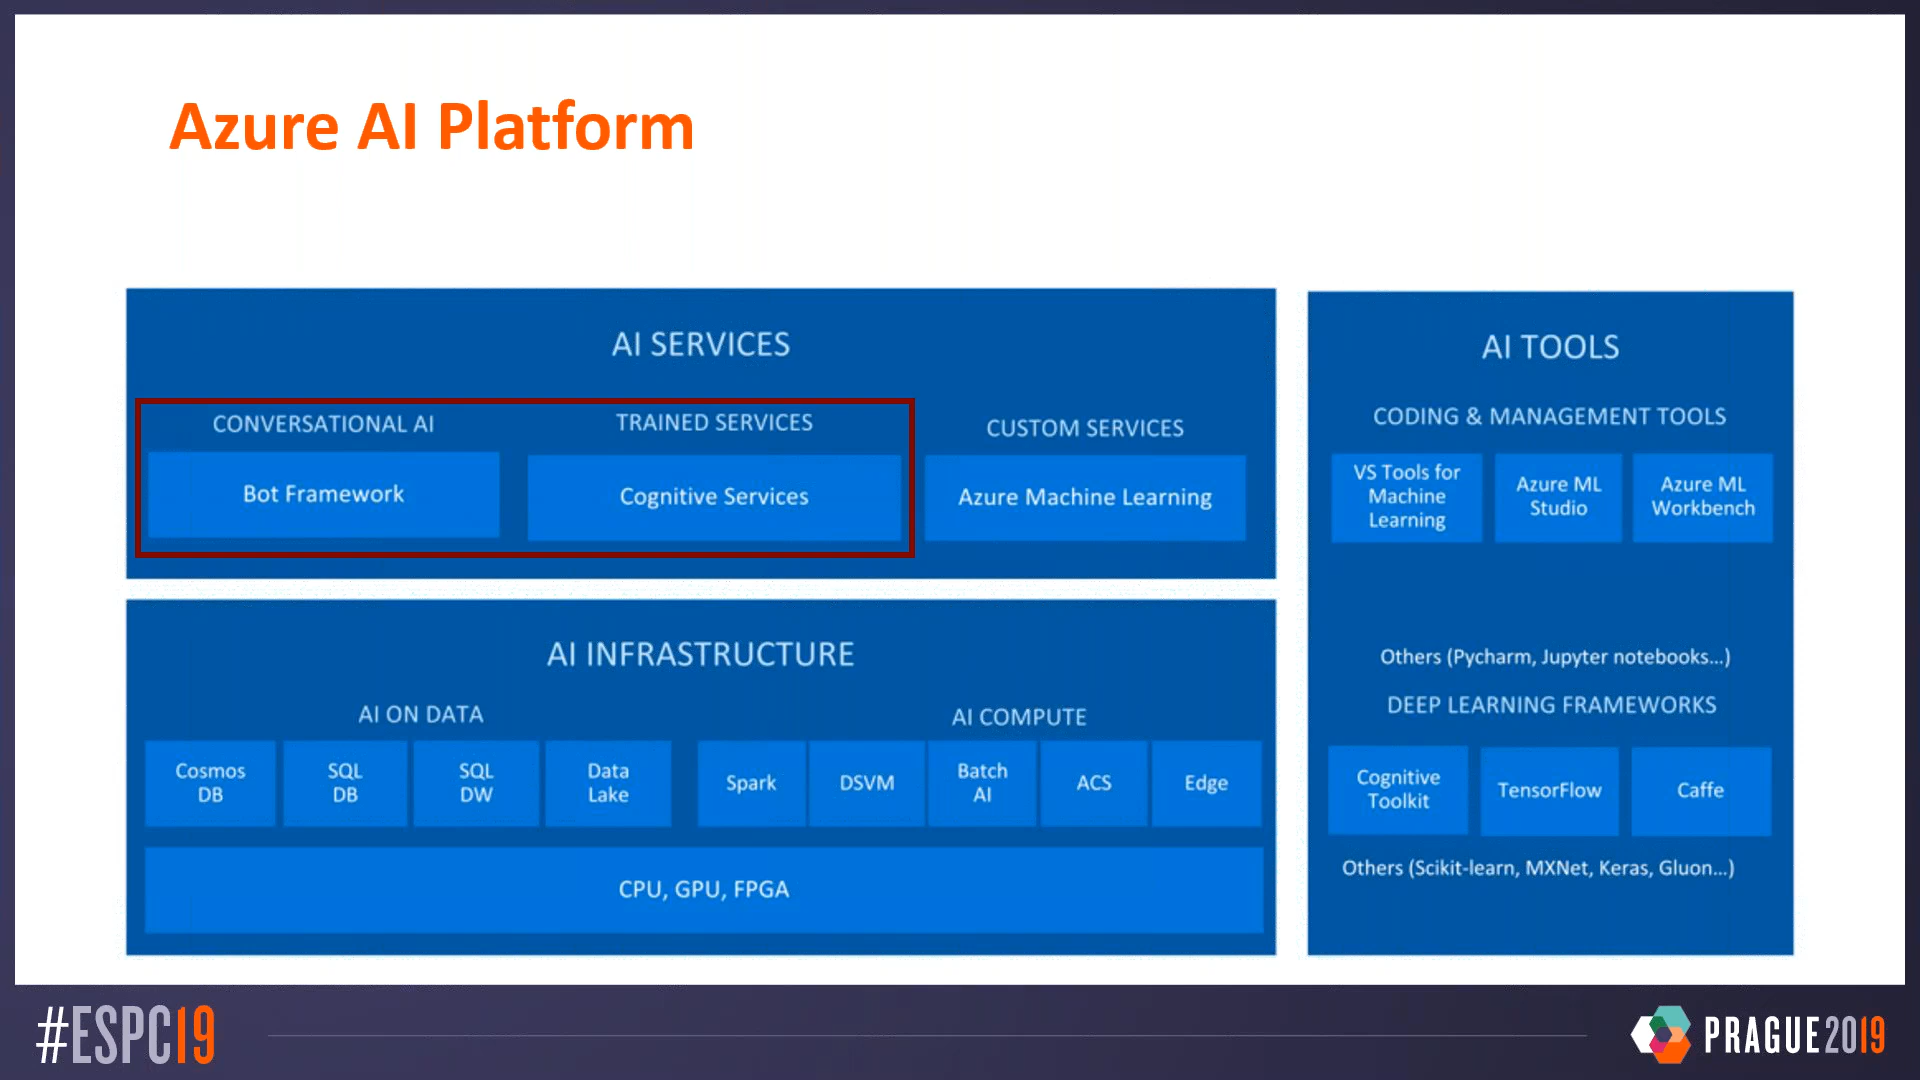 Azure AI Platform
AI SERVICES
CONVERSATIONAL AI
Bot Framework
TRAINED SERVICES
Cognitive Services
CUSTOM SERVICES
Azure Machine Learning
AI INFRASTRUCTURE
AI ON DATA
Cosmos
DB
SQL
DB
SQL
DW
Data
Lake
AI COMPUTE
Spark
DSVM
Batch
AI
ACS
Edge
CPU, GPU, FPGA
AI TOOLS
CODING & MANAGEMENT TOOLS
VS Tools for
Machine
Learning
Azure ML
Studio
Azure ML
Workbench
Others (Pycharm, Jupyter notebooks...)
DEEP LEARNING FRAMEWORKS
Cognitive
Toolkit
TensorFlow
Caffe
Others (Scikit-learn, MXNet, Keras, Gluon...)
#ESPC19
PRAGUE2019